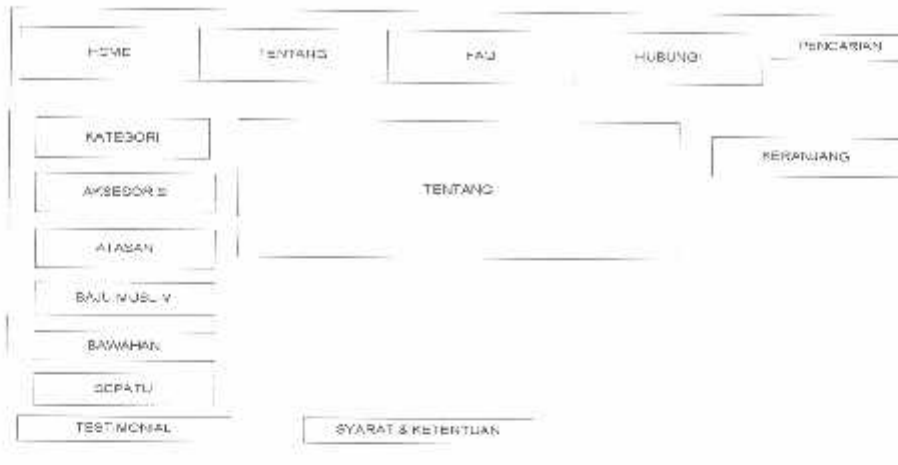 HOME
TENTANG
FAQ
HUBUNGI
PENCARIAN
KATEGORI
KERANJANG
AKSESORIS
TENTANG
ATASAN
BAJU MUSLIM
BAWAHAN
SEPATU
TESTIMONIAL
SYARAT & KETENTUAN